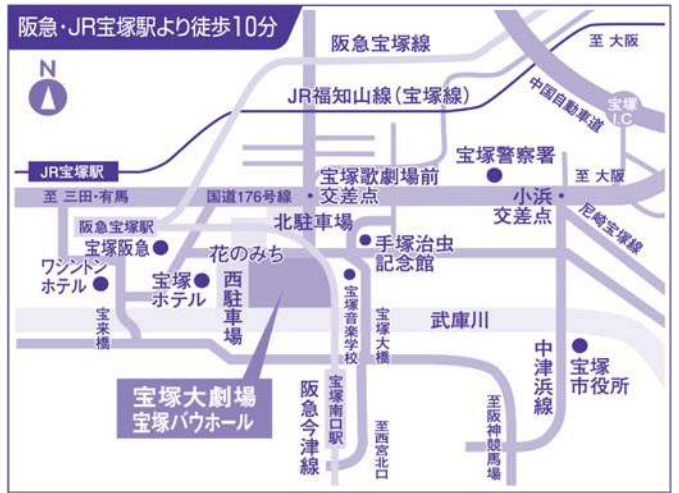 阪急・JR宝塚駅より徒歩10分
N
阪急宝塚線
至 大阪
JR福知山線(宝塚線)
中国自動車道
宝塚
I.C
JR宝塚駅
宝塚歌劇場前
交差点
宝塚警察署
至 大阪
至 三田・有馬
国道176号線
小浜
交差点
尼崎宝塚線
阪急宝塚駅
北駐車場
宝塚阪急
花のみち
手塚治虫
記念館
ワシントン
ホテル
宝塚
ホテル
西駐車場
宝塚音楽学校
宝塚大橋
宝来橋
武庫川
中津浜線
宝塚
市役所
宝塚大劇場
宝塚バウホール
阪急今津線
宝塚南口駅
至西宮北口
至阪神競馬場